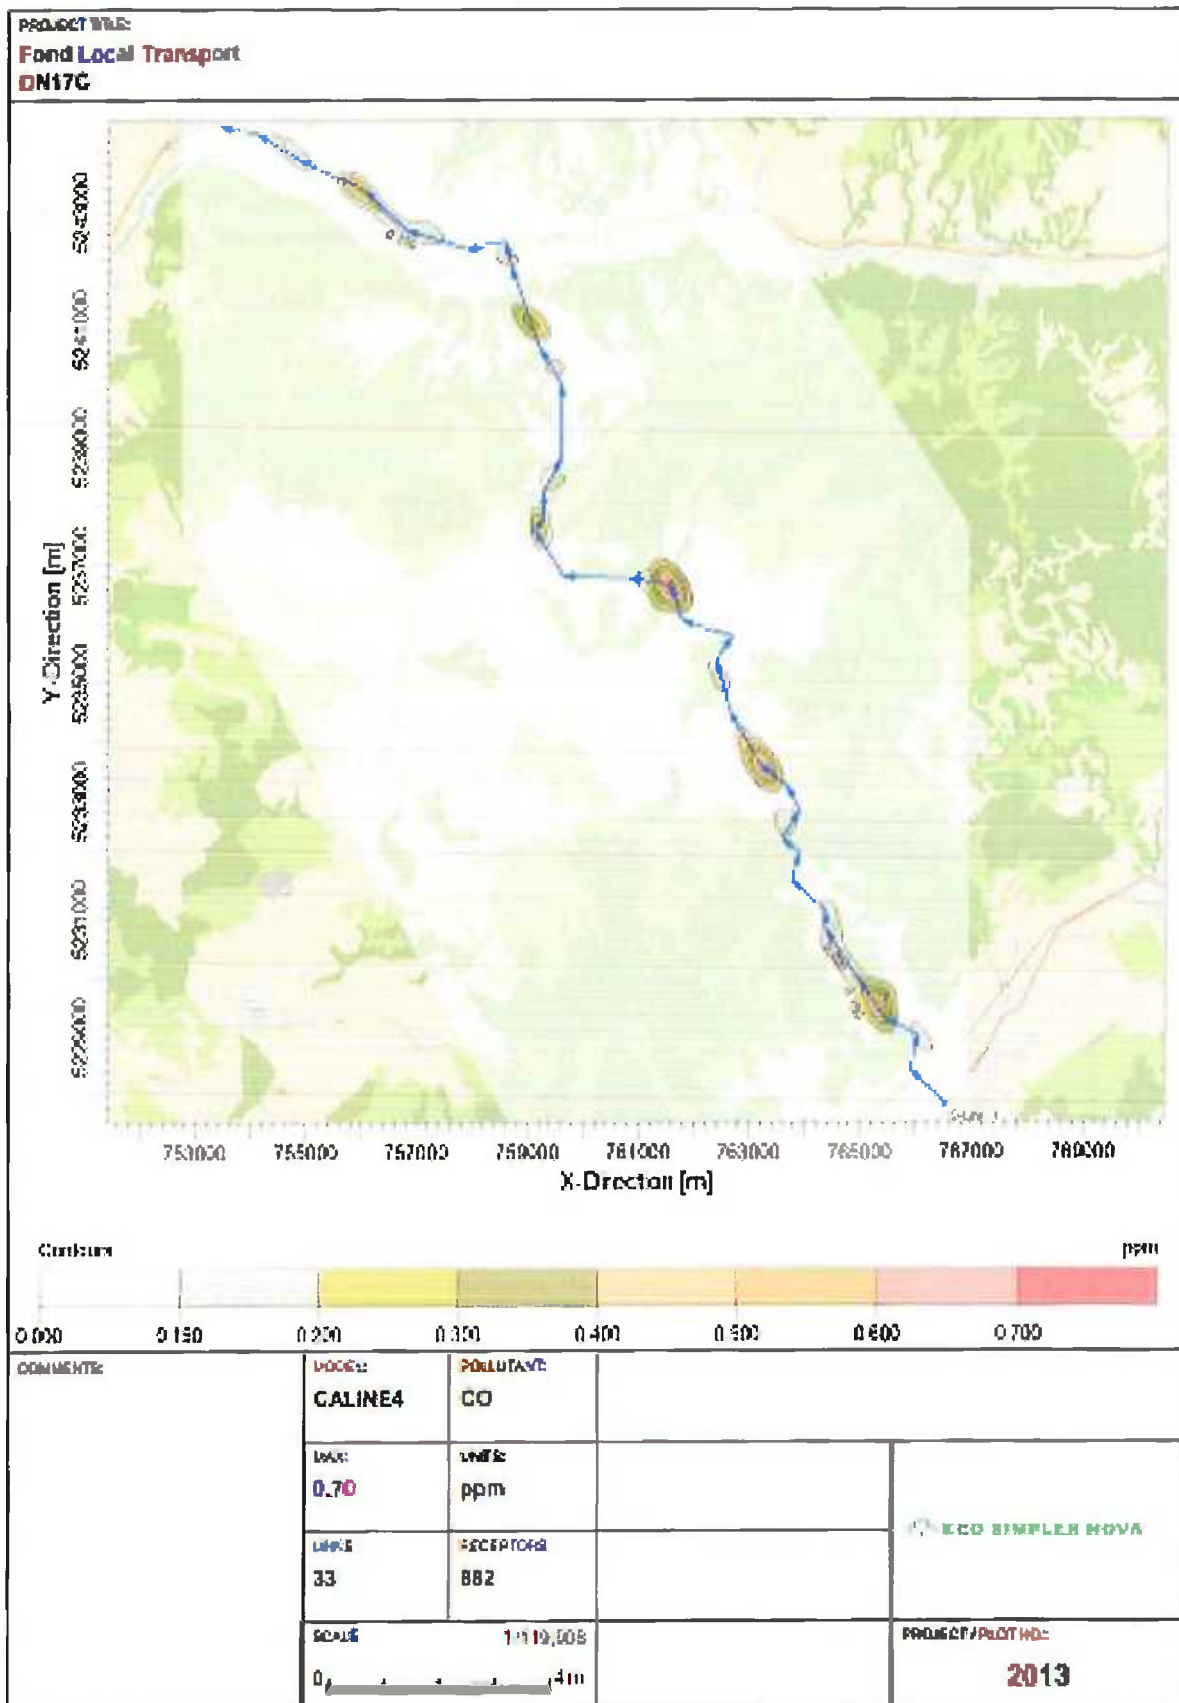 PROJECT TITLE:
Fond Local Transport
DN17C
Y-Direction [m]
5243000
5241000
5239000
5237000
5235000
5233000
5231000
5229000
753000 755000 757000 759000 761000 763000 765000 767000 769000
X-Direction [m]
Contours ppm
0.000 0.100 0.200 0.300 0.400 0.500 0.600 0.700
COMMENTS:
MODEL:
CALINE4
POLLUTANT:
CO
MAX:
0.70
UNITS:
ppm
LINKS
33
RECEPTORS
882
ECO SIMPLEX NOVA
SCALE
0 4m
PROJECT/PLOT NO.:
2013